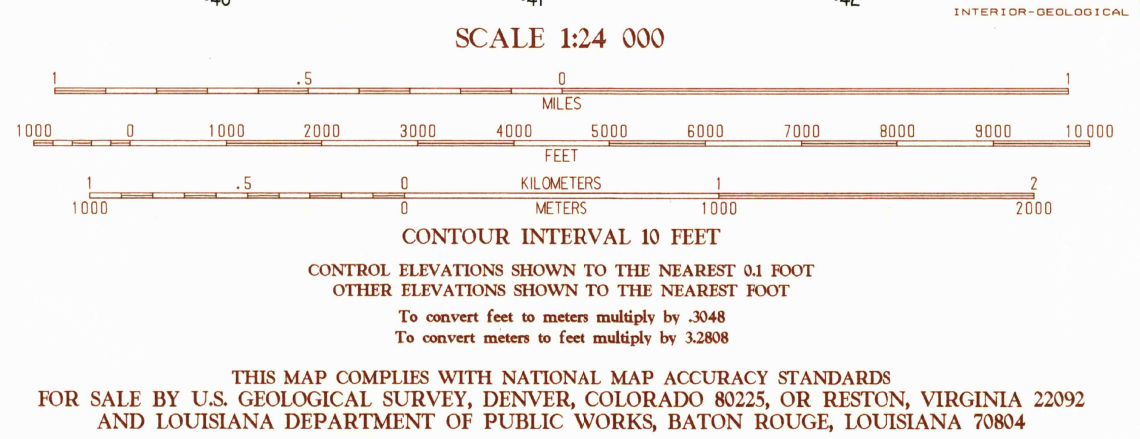 INTERIOR-GEOLOGICAL
SCALE 1:24 000
1 .5 0 1
MILES
1000 0 1000 2000 3000 4000 5000 6000 7000 8000 9000 10 000
FEET
1 .5 0 KILOMETERS 1 2
1000 0 METERS 1000 2000
CONTOUR INTERVAL 10 FEET
CONTROL ELEVATIONS SHOWN TO THE NEAREST 0.1 FOOT
OTHER ELEVATIONS SHOWN TO THE NEAREST FOOT
To convert feet to meters multiply by .3048
To convert meters to feet multiply by 3.2808
THIS MAP COMPLIES WITH NATIONAL MAP ACCURACY STANDARDS
FOR SALE BY U.S. GEOLOGICAL SURVEY, DENVER, COLORADO 80225, OR RESTON, VIRGINIA 22092
AND LOUISIANA DEPARTMENT OF PUBLIC WORKS, BATON ROUGE, LOUISIANA 70804